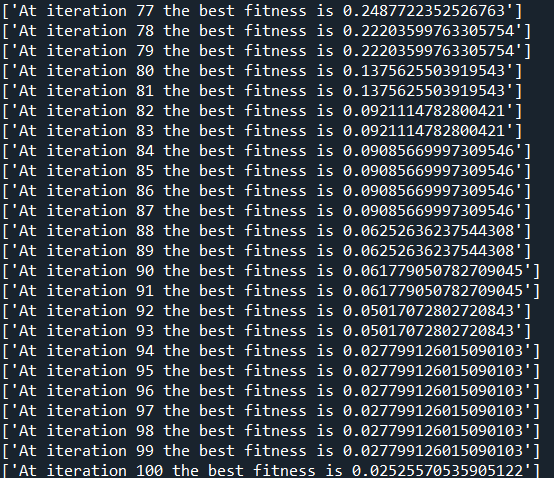 ['At iteration 77 the best fitness is 0.2487722352526763']
['At iteration 78 the best fitness is 0.22203599763305754']
['At iteration 79 the best fitness is 0.22203599763305754']
['At iteration 80 the best fitness is 0.1375625503919543']
['At iteration 81 the best fitness is 0.1375625503919543']
['At iteration 82 the best fitness is 0.0921114782800421']
['At iteration 83 the best fitness is 0.0921114782800421']
['At iteration 84 the best fitness is 0.09085669997309546']
['At iteration 85 the best fitness is 0.09085669997309546']
['At iteration 86 the best fitness is 0.09085669997309546']
['At iteration 87 the best fitness is 0.09085669997309546']
['At iteration 88 the best fitness is 0.06252636237544308']
['At iteration 89 the best fitness is 0.06252636237544308']
['At iteration 90 the best fitness is 0.061779050782709045']
['At iteration 91 the best fitness is 0.061779050782709045']
['At iteration 92 the best fitness is 0.05017072802720843']
['At iteration 93 the best fitness is 0.05017072802720843']
['At iteration 94 the best fitness is 0.027799126015090103']
['At iteration 95 the best fitness is 0.027799126015090103']
['At iteration 96 the best fitness is 0.027799126015090103']
['At iteration 97 the best fitness is 0.027799126015090103']
['At iteration 98 the best fitness is 0.027799126015090103']
['At iteration 99 the best fitness is 0.027799126015090103']
['At iteration 100 the best fitness is 0.02525570535905122']